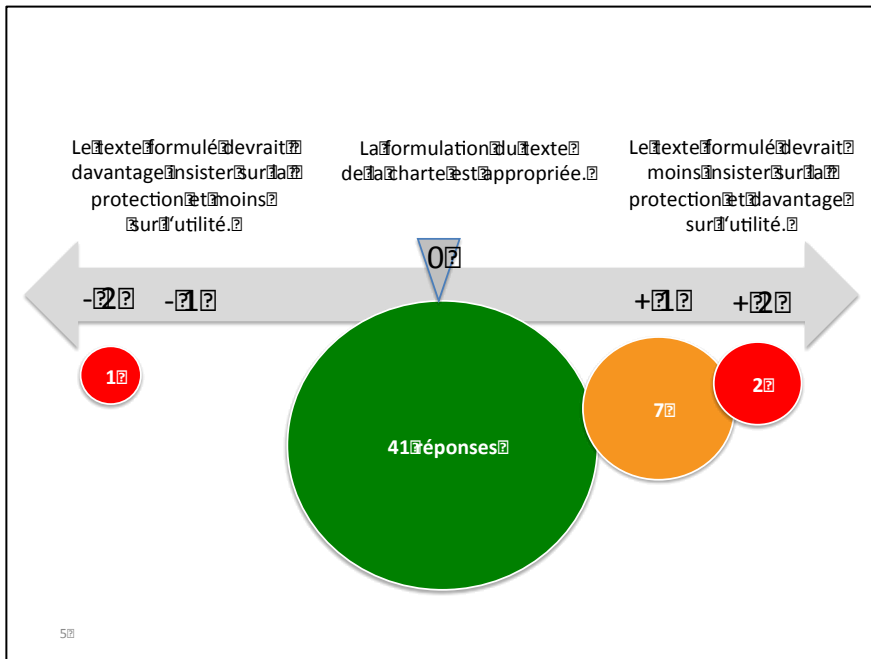 Le texte formulé devrait
davantage insister sur la
protection et moins
sur l'utilité.
La formulation du texte
de la charte est appropriée.
Le texte formulé devrait
moins insister sur la
protection et davantage
sur l'utilité.
0
- 2
- 1
+ 1
+ 2
1
41 réponses
7
2
5